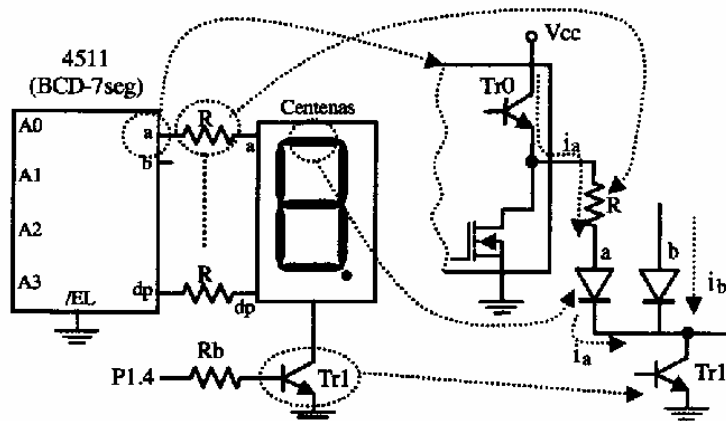 4511
(BCD-7seg)
A0
A1
A2
A3
/EL
a
b
dp
R
R
a
dp
Centenas
P1.4
Rb
Tr1
Vcc
Tr0
ia
R
a
b
ib
ia
Tr1